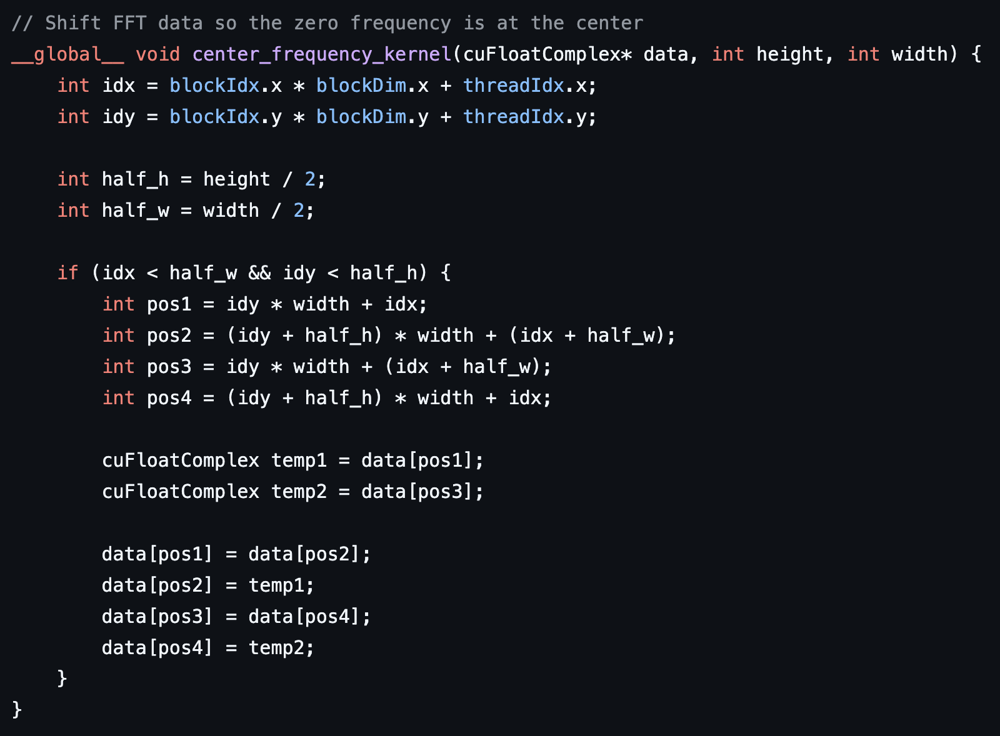 // Shift FFT data so the zero frequency is at the center
__global__ void center_frequency_kernel(cuFloatComplex* data, int height, int width) {
    int idx = blockIdx.x * blockDim.x + threadIdx.x;
    int idy = blockIdx.y * blockDim.y + threadIdx.y;

    int half_h = height / 2;
    int half_w = width / 2;

    if (idx < half_w && idy < half_h) {
        int pos1 = idy * width + idx;
        int pos2 = (idy + half_h) * width + (idx + half_w);
        int pos3 = idy * width + (idx + half_w);
        int pos4 = (idy + half_h) * width + idx;

        cuFloatComplex temp1 = data[pos1];
        cuFloatComplex temp2 = data[pos3];

        data[pos1] = data[pos2];
        data[pos2] = temp1;
        data[pos3] = data[pos4];
        data[pos4] = temp2;
    }
}